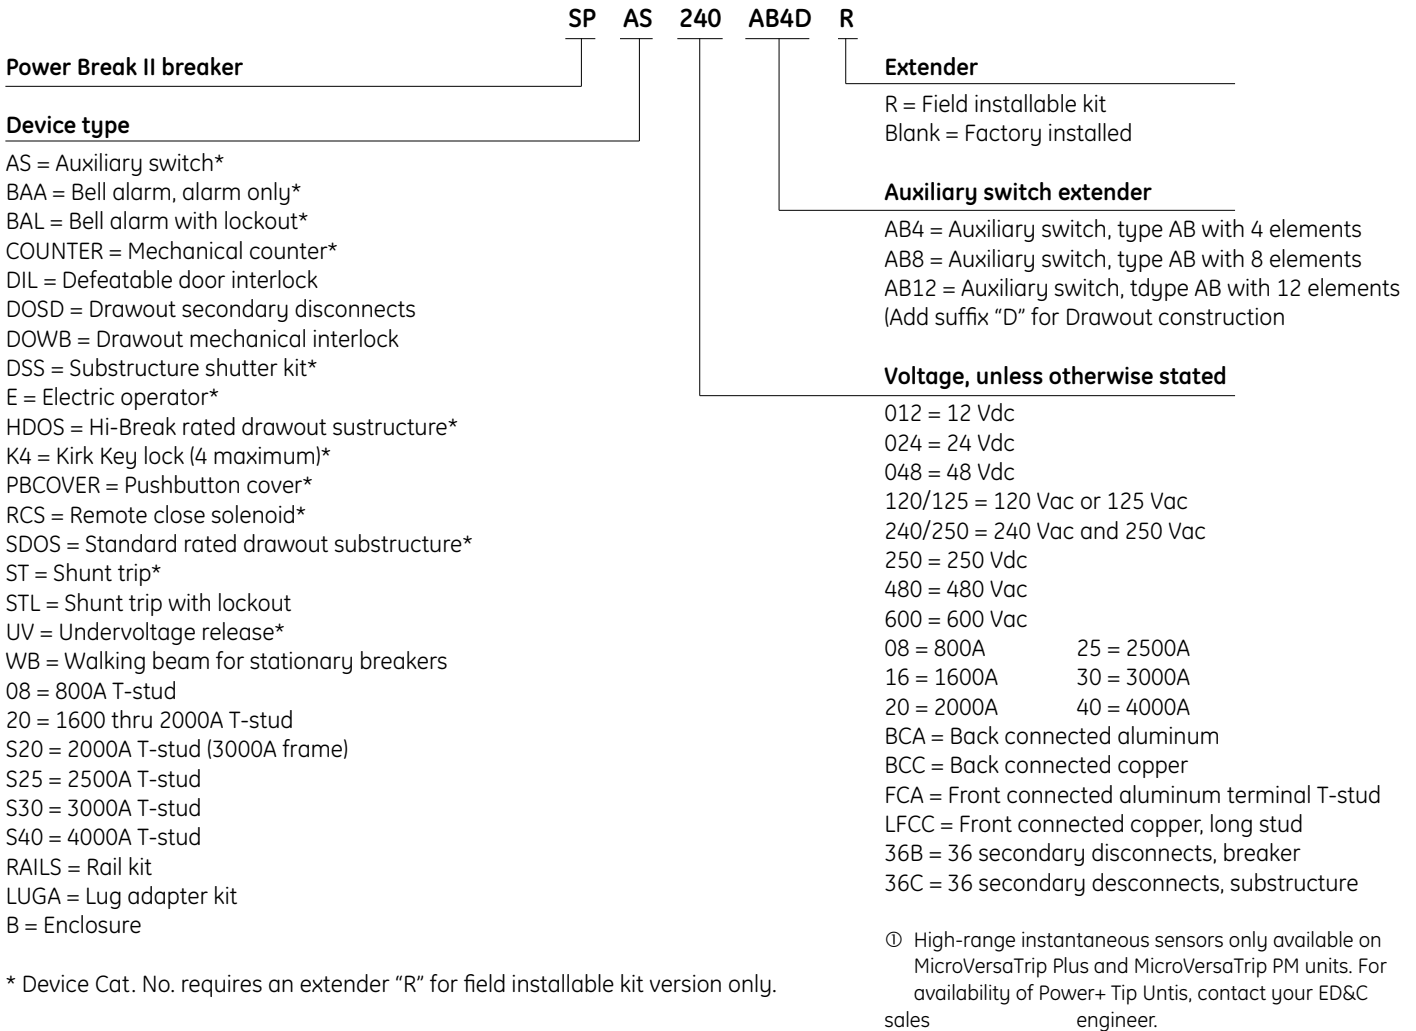 SP AS 240 AB4D R
Power Break II breaker
Device type
AS = Auxiliary switch*
BAA = Bell alarm, alarm only*
BAL = Bell alarm with lockout*
COUNTER = Mechanical counter*
DIL = Defeatable door interlock
DOSD = Drawout secondary disconnects
DOWB = Drawout mechanical interlock
DSS = Substructure shutter kit*
E = Electric operator*
HDOS = Hi-Break rated drawout sustructure*
K4 = Kirk Key lock (4 maximum)*
PBCOVER = Pushbutton cover*
RCS = Remote close solenoid*
SDOS = Standard rated drawout substructure*
ST = Shunt trip*
STL = Shunt trip with lockout
UV = Undervoltage release*
WB = Walking beam for stationary breakers
08 = 800A T-stud
20 = 1600 thru 2000A T-stud
S20 = 2000A T-stud (3000A frame)
S25 = 2500A T-stud
S30 = 3000A T-stud
S40 = 4000A T-stud
RAILS = Rail kit
LUGA = Lug adapter kit
B = Enclosure
* Device Cat. No. requires an extender “R” for field installable kit version only.
Extender
R = Field installable kit
Blank = Factory installed
Auxiliary switch extender
AB4 = Auxiliary switch, type AB with 4 elements
AB8 = Auxiliary switch, type AB with 8 elements
AB12 = Auxiliary switch, tdype AB with 12 elements
(Add suffix “D” for Drawout construction
Voltage, unless otherwise stated
012 = 12 Vdc
024 = 24 Vdc
048 = 48 Vdc
120/125 = 120 Vac or 125 Vac
240/250 = 240 Vac and 250 Vac
250 = 250 Vdc
480 = 480 Vac
600 = 600 Vac
08 = 800A 25 = 2500A
16 = 1600A 30 = 3000A
20 = 2000A 40 = 4000A
BCA = Back connected aluminum
BCC = Back connected copper
FCA = Front connected aluminum terminal T-stud
LFCC = Front connected copper, long stud
36B = 36 secondary disconnects, breaker
36C = 36 secondary desconnects, substructure
① High-range instantaneous sensors only available on
MicroVersaTrip Plus and MicroVersaTrip PM units. For
availability of Power+ Tip Untis, contact your ED&C
sales engineer.